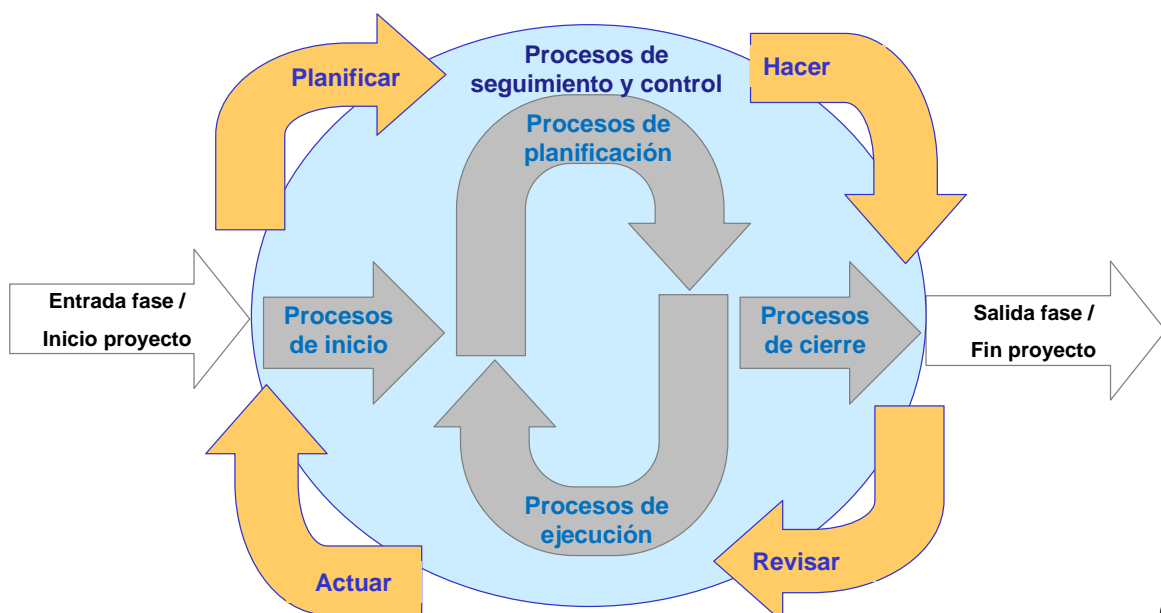 Procesos de
seguimiento y control
Planificar
Hacer
Procesos de
planificación
Entrada fase /
Inicio proyecto
Procesos
de inicio
Procesos
de cierre
Salida fase /
Fin proyecto
Procesos de
ejecución
Actuar
Revisar